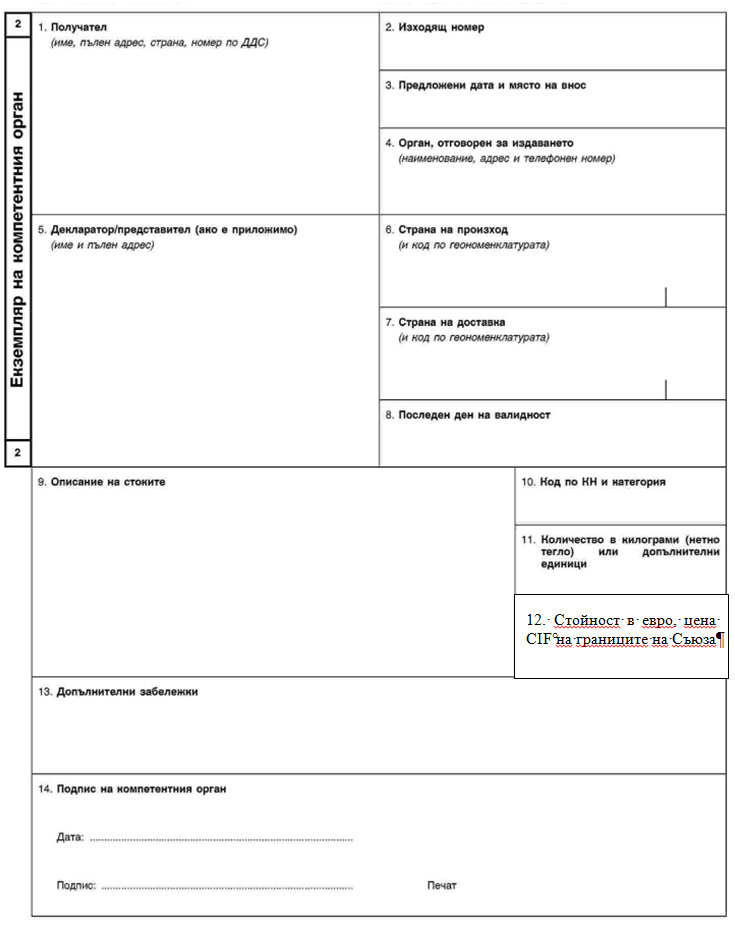 2
1. Получател
(име, пълен адрес, страна, номер по ДДС)
2. Изходящ номер
3. Предложени дата и място на внос
4. Орган, отговорен за издаването
(наименование, адрес и телефонен номер)
Екземпляр на компетентния орган
5. Декларатор/представител (ако е приложимо)
(име и пълен адрес)
6. Страна на произход
(и код по геономенклатурата)
7. Страна на доставка
(и код по геономенклатурата)
8. Последен ден на валидност
2
9. Описание на стоките
10. Код по КН и категория
11. Количество в килограми (нетно
тегло) или допълнителни
единици
12.· Стойност· в· евро,· цена·
CIF°на·границите·на·Съюза¶
13. Допълнителни забележки
14. Подпис на компетентния орган
Дата: ......................................................................
Подпис: ...................................................................
Печат